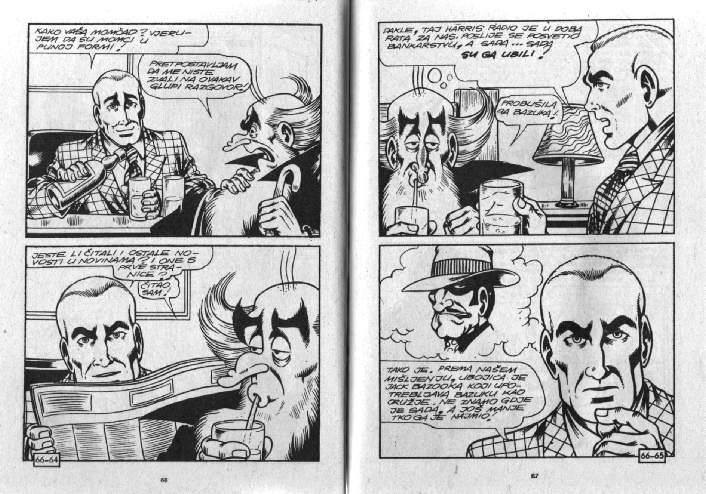 KAKO VAŠA MOMČAD? VJERU-
JEM DA SU MOMCI U
PUNOJ FORMI!
PRETPOSTAVLJAM
DA ME NISTE
ZVALI NA OVAKAV
GLUPI RAZGOVOR!
JESTE LI ČITALI I OSTALE NO-
VOSTI U NOVINAMA? I ONE S
PRVE STRA-
NICE?
ČITAO
SAM!
66-64
DAKLE, TAJ HARRIS RADIO JE U DOBA
RATA ZA NAS. POSLIJE SE POSVETIO
BANKARSTVU, A SADA... SADA
SU GA UBILI!
PROBUŠILA
GA BAZUKA!
TAKO JE. PREMA NAŠEM
MIŠLJENJU, UBOJICA JE
JACK BAZOOKA KOJI UPO-
TREBLJAVA BAZUKU KAO
ORUŽJE. NE ZNAMO GDJE
JE SADA, A JOŠ MANJE
TKO GA JE NAJMIO!
66-65
67